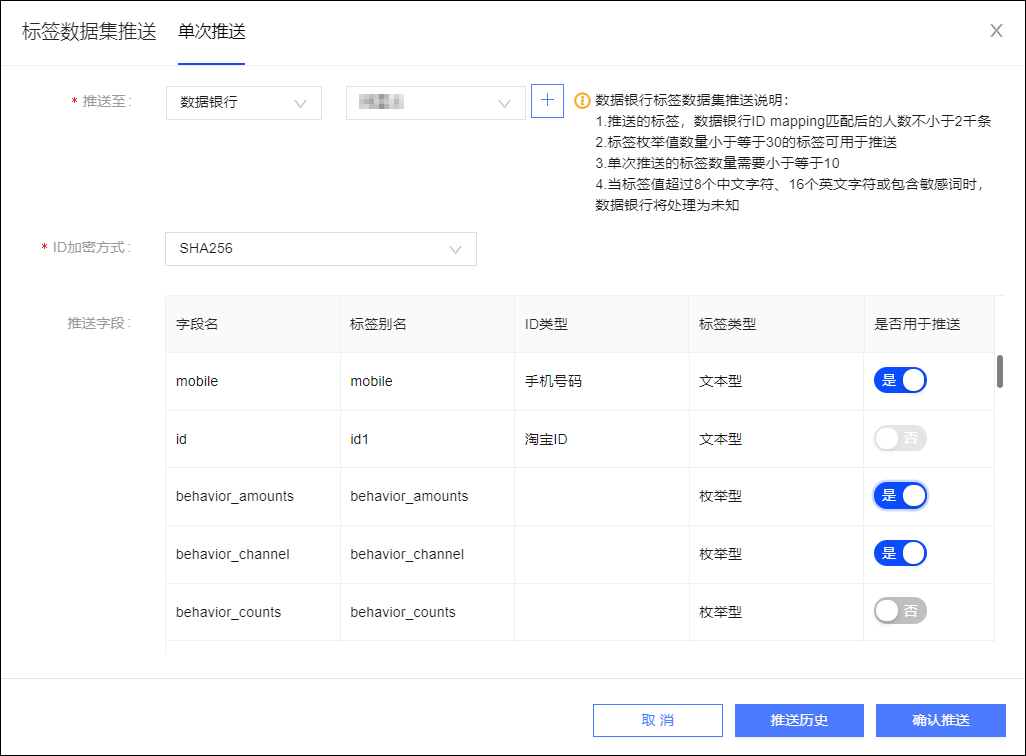 标签数据集推送 单次推送
* 推送至: 数据银行
数据银行标签数据集推送说明:
1.推送的标签，数据银行ID mapping匹配后的人数不小于2千条
2.标签枚举值数量小于等于30的标签可用于推送
3.单次推送的标签数量需要小于等于10
4.当标签值超过8个中文字符、16个英文字符或包含敏感词时，
数据银行将处理为未知
* ID加密方式: SHA256
推送字段:
字段名 标签别名 ID类型 标签类型 是否用于推送
mobile mobile 手机号码 文本型 是
id id1 淘宝ID 文本型 否
behavior_amounts behavior_amounts 枚举型 是
behavior_channel behavior_channel 枚举型 是
behavior_counts behavior_counts 枚举型 否
取 消 推送历史 确认推送